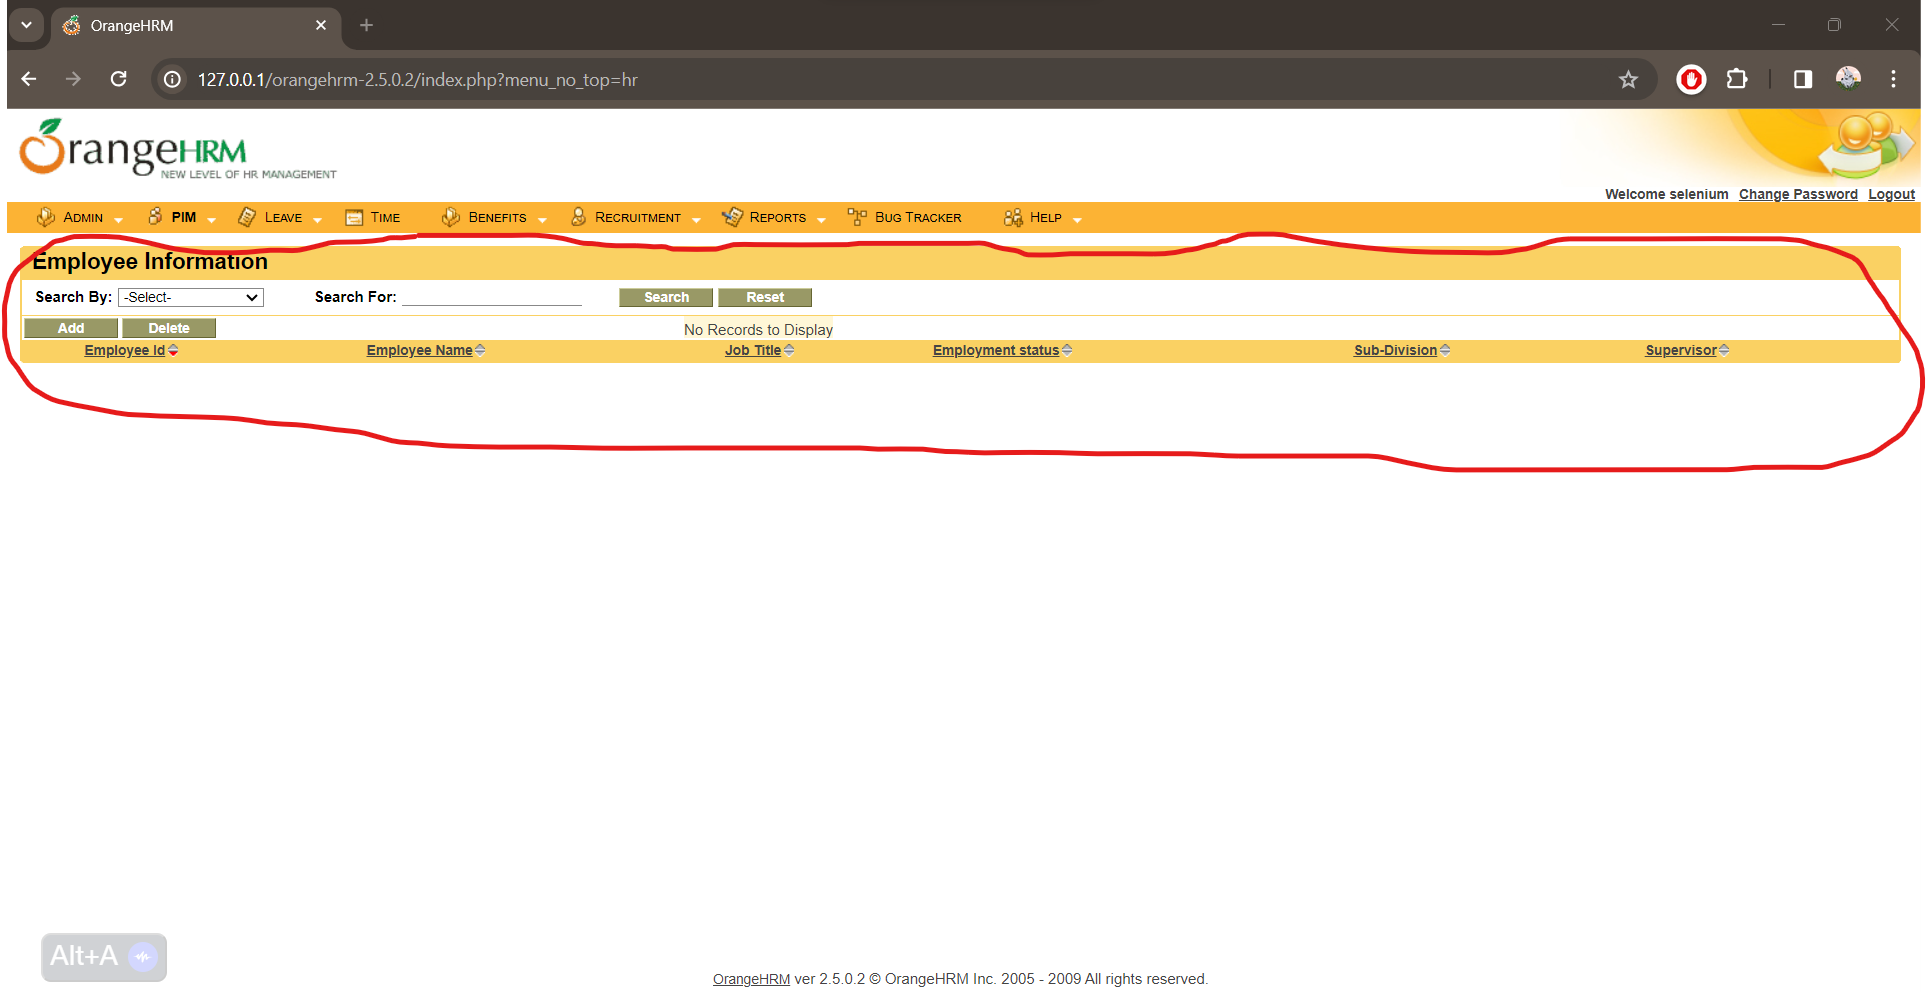 OrangeHRM
127.0.0.1/orangehrm-2.5.0.2/index.php?menu_no_top=hr
OrangeHRM
NEW LEVEL OF HR MANAGEMENT
Welcome selenium Change Password Logout
ADMIN PIM LEAVE TIME BENEFITS RECRUITMENT REPORTS BUG TRACKER HELP
Employee Information
Search By: -Select- Search For: Search Reset
Add Delete No Records to Display
Employee Id Employee Name Job Title Employment status Sub-Division Supervisor
Alt+A
OrangeHRM ver 2.5.0.2 © OrangeHRM Inc. 2005 - 2009 All rights reserved.